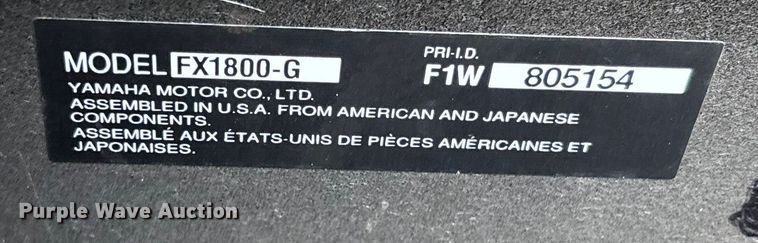 MODEL FX1800-G
PRI-I.D.
F1W 805154
YAMAHA MOTOR CO., LTD.
ASSEMBLED IN U.S.A. FROM AMERICAN AND JAPANESE
COMPONENTS.
ASSEMBLÉ AUX ÉTATS-UNIS DE PIÈCES AMÉRICAINES ET
JAPONAISES.
Purple Wave Auction